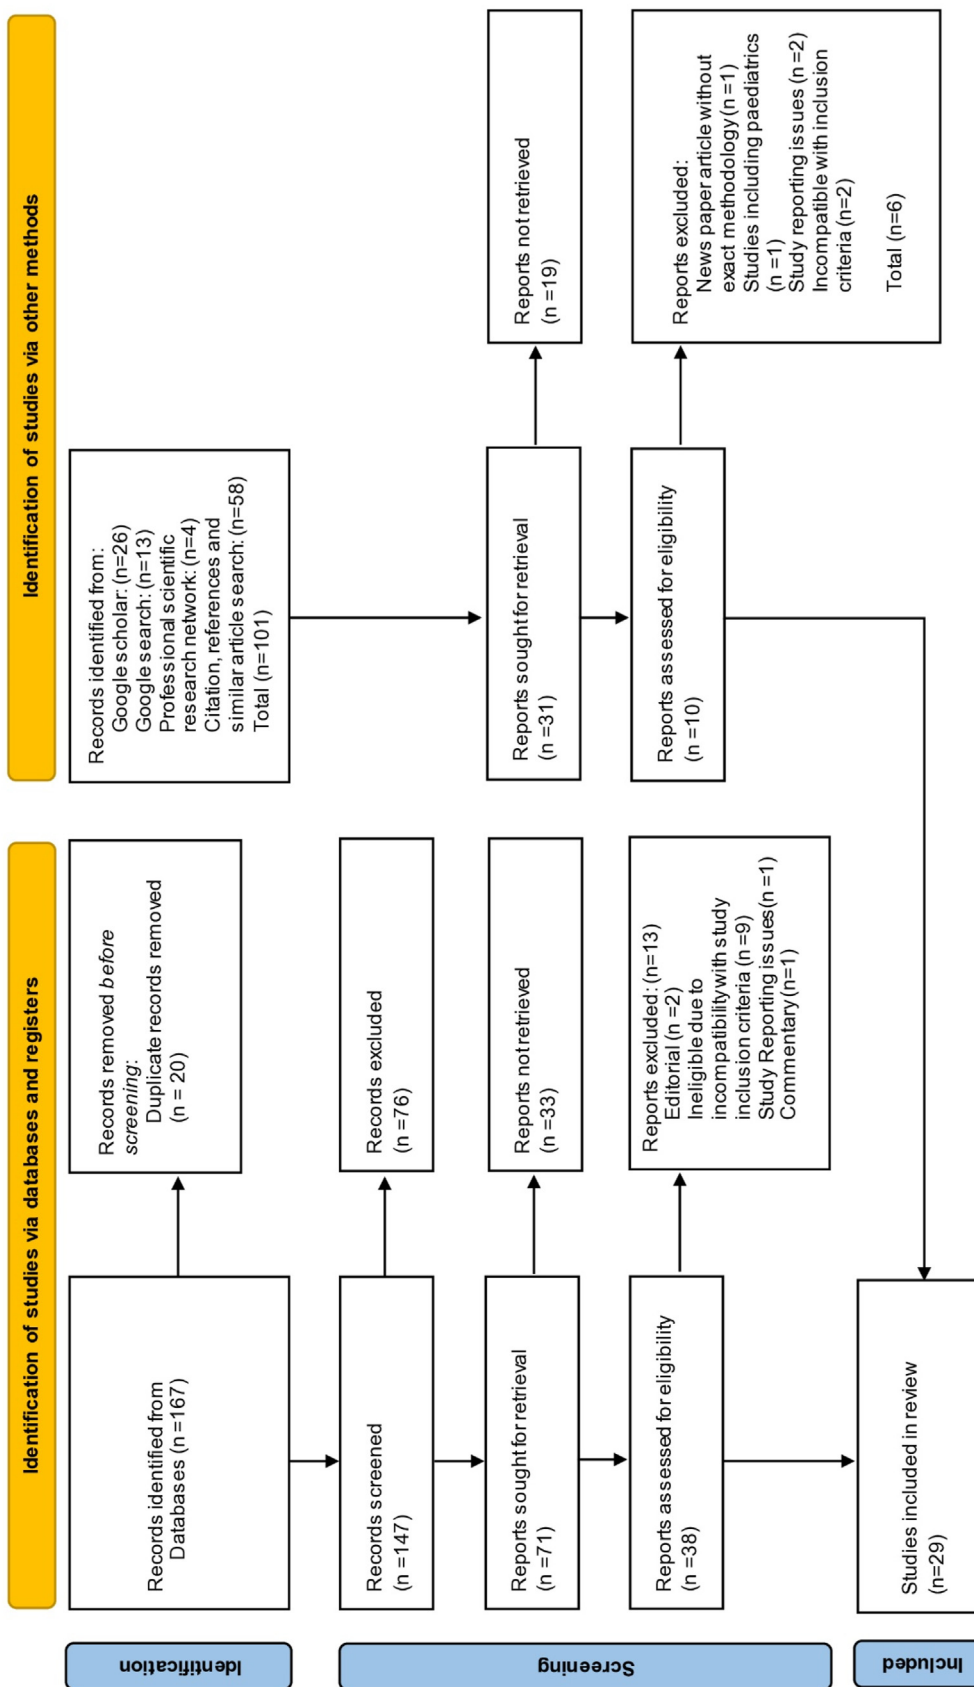 Identification of studies via databases and registers
Identification of studies via other methods
Identification
Records identified from
Databases (n =167)
Records removed before
screening:
Duplicate records removed
(n = 20)
Records identified from:
Google scholar: (n=26)
Google search: (n=13)
Professional scientific
research network: (n=4)
Citation, references and
similar article search: (n=58)
Total (n=101)
Screening
Records screened
(n =147)
Records excluded
(n =76)
Reports sought for retrieval
(n =71)
Reports not retrieved
(n =33)
Reports sought for retrieval
(n =31)
Reports not retrieved
(n =19)
Reports assessed for eligibility
(n =38)
Reports excluded: (n=13)
Editorial (n =2)
Ineligible due to
incompatibility with study
inclusion criteria (n =9)
Study Reporting issues (n =1)
Commentary (n=1)
Reports assessed for eligibility
(n =10)
Reports excluded:
News paper article without
exact methodology (n =1)
Studies including paediatrics
(n =1)
Study reporting issues (n =2)
Incompatible with inclusion
criteria (n=2)
Total (n=6)
Included
Studies included in review
(n=29)